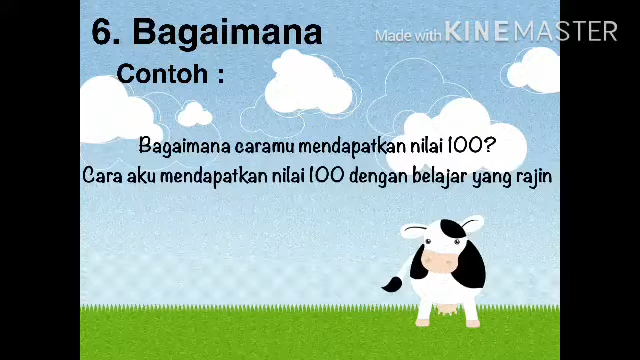 6. Bagaimana
Made with KINEMASTER
Contoh :
Bagaimana caramu mendapatkan nilai 100?
Cara aku mendapatkan nilai 100 dengan belajar yang rajin